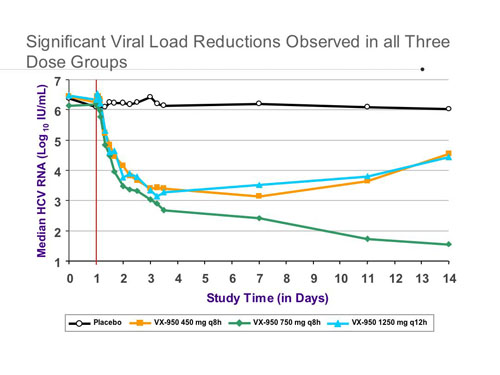 Significant Viral Load Reductions Observed in all Three
Dose Groups
Median HCV RNA (Log 10 IU/mL)
7
6
5
4
3
2
1
0 1 2 3 4 5 6 7 8 9 10 11 12 13 14
Study Time (in Days)
Placebo VX-950 450 mg q8h VX-950 750 mg q8h VX-950 1250 mg q12h